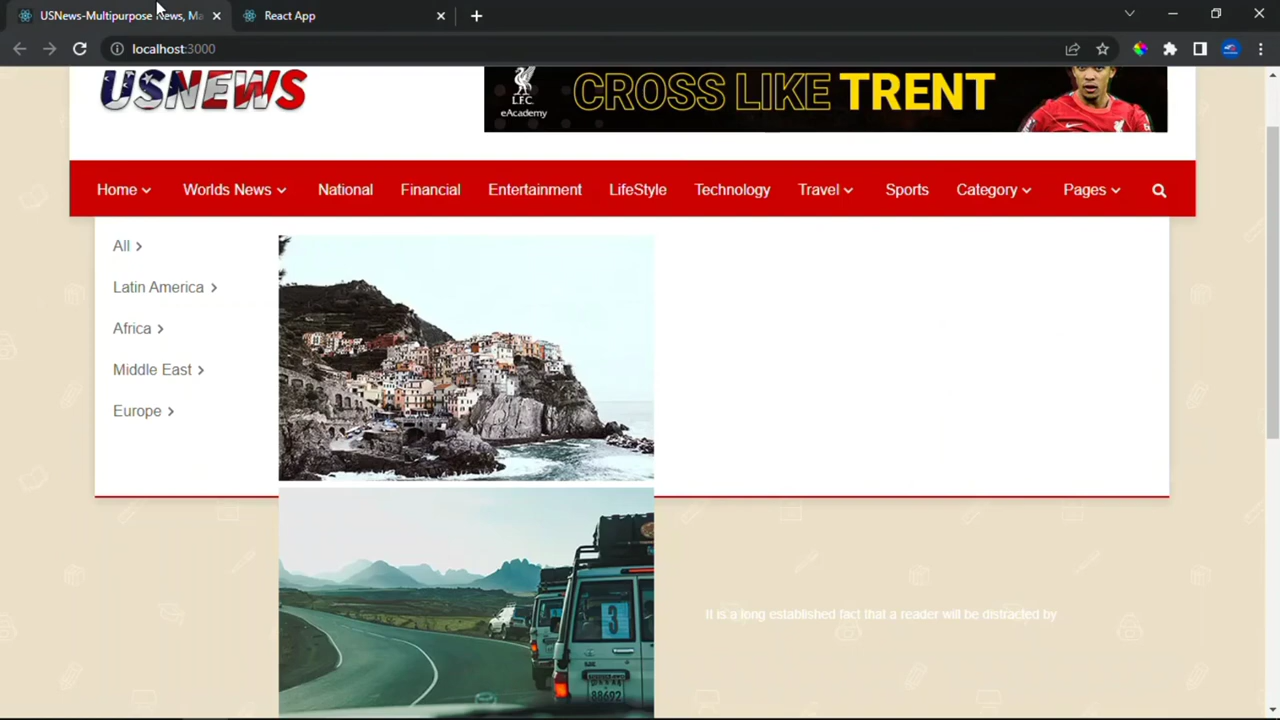 USNews-Multipurpose News, Ma
React App
localhost:3000
USNEWS
L.F.C.
eAcademy
CROSS LIKE TRENT
Home
Worlds News
National
Financial
Entertainment
LifeStyle
Technology
Travel
Sports
Category
Pages
All
Latin America
Africa
Middle East
Europe
3
88692
It is a long established fact that a reader will be distracted by